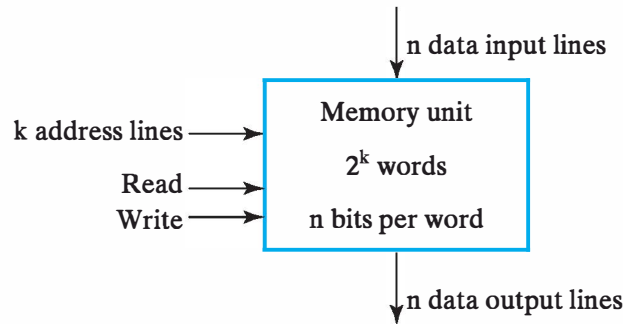 n data input lines
Memory unit
k address lines
2^k words
Read
Write
n bits per word
n data output lines